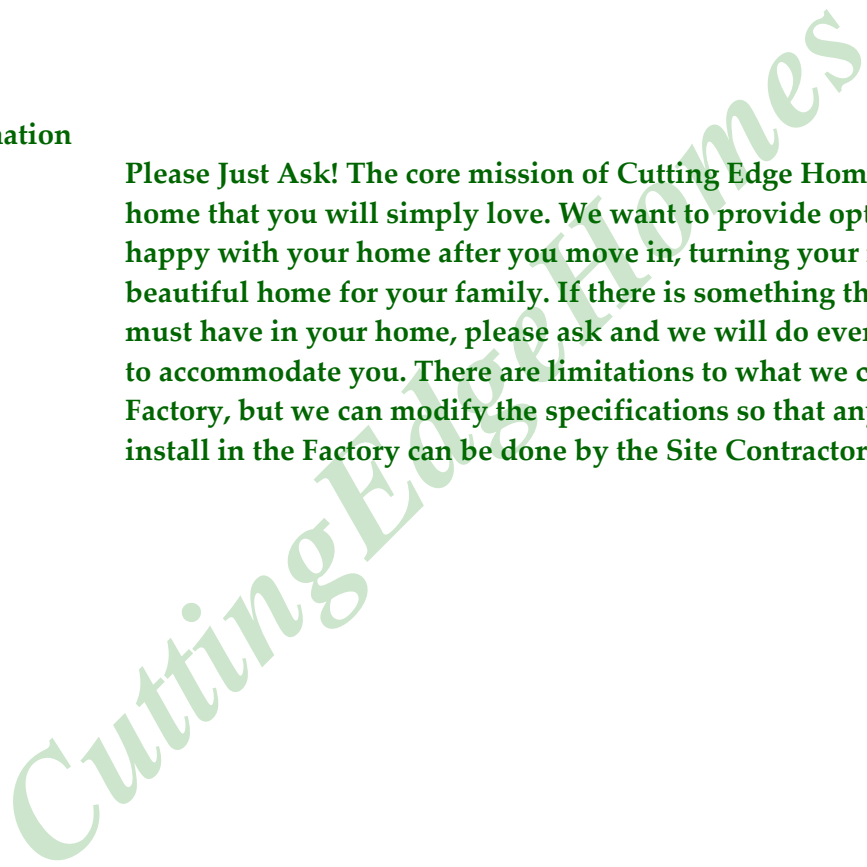 nation
Please Just Ask! The core mission of Cutting Edge Hom
home that you will simply love. We want to provide opt
happy with your home after you move in, turning your
beautiful home for your family. If there is something th
must have in your home, please ask and we will do ever
to accommodate you. There are limitations to what we c
Factory, but we can modify the specifications so that any
install in the Factory can be done by the Site Contractor
CuttingEdgeHomes